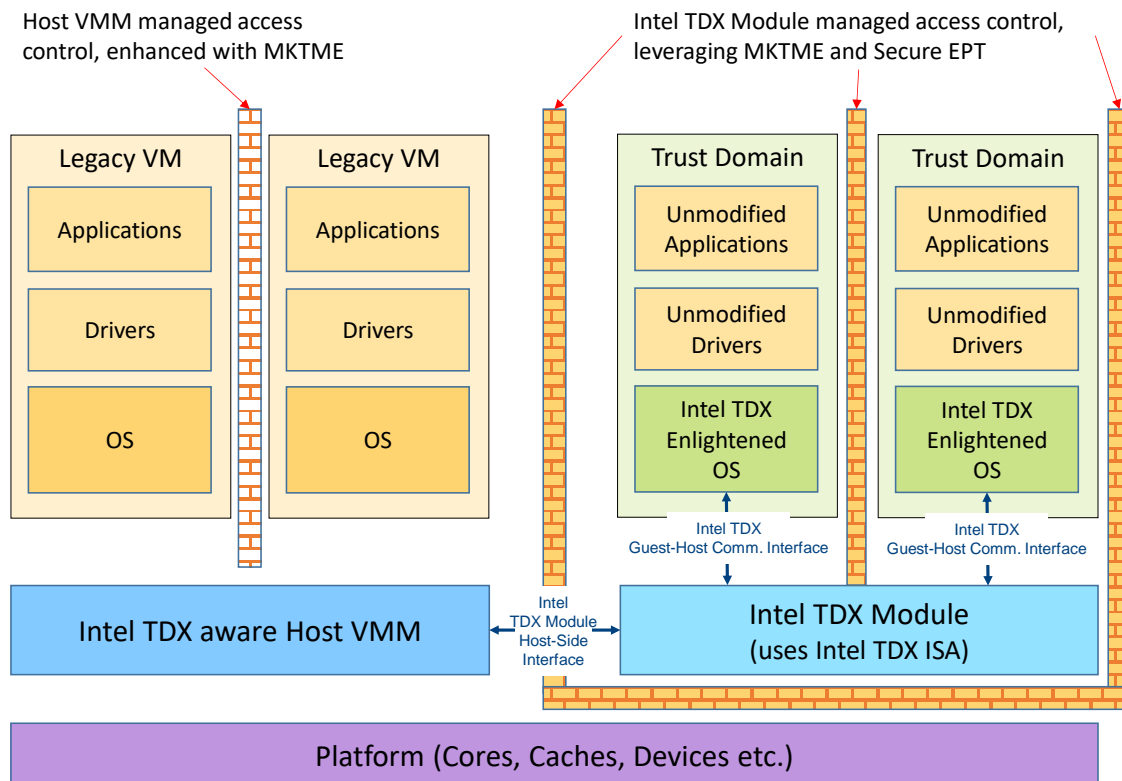 Host VMM managed access
control, enhanced with MKTME
Intel TDX Module managed access control,
leveraging MKTME and Secure EPT
Legacy VM
Applications
Drivers
OS
Legacy VM
Applications
Drivers
OS
Trust Domain
Unmodified
Applications
Unmodified
Drivers
Intel TDX
Enlightened
OS
Trust Domain
Unmodified
Applications
Unmodified
Drivers
Intel TDX
Enlightened
OS
Intel TDX
Guest-Host Comm. Interface
Intel TDX
Guest-Host Comm. Interface
Intel TDX aware Host VMM
Intel
TDX Module
Host-Side
Interface
Intel TDX Module
(uses Intel TDX ISA)
Platform (Cores, Caches, Devices etc.)